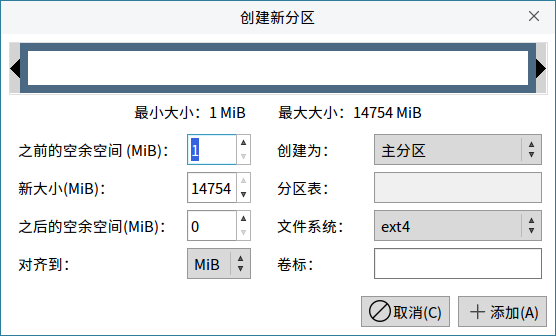 创建新分区
最小大小：1 MiB 最大大小：14754 MiB
之前的空余空间 (MiB)： 1 创建为： 主分区
新大小(MiB)： 14754 分区表：
之后的空余空间(MiB)： 0 文件系统： ext4
对齐到： MiB 卷标：
取消(C) 添加(A)